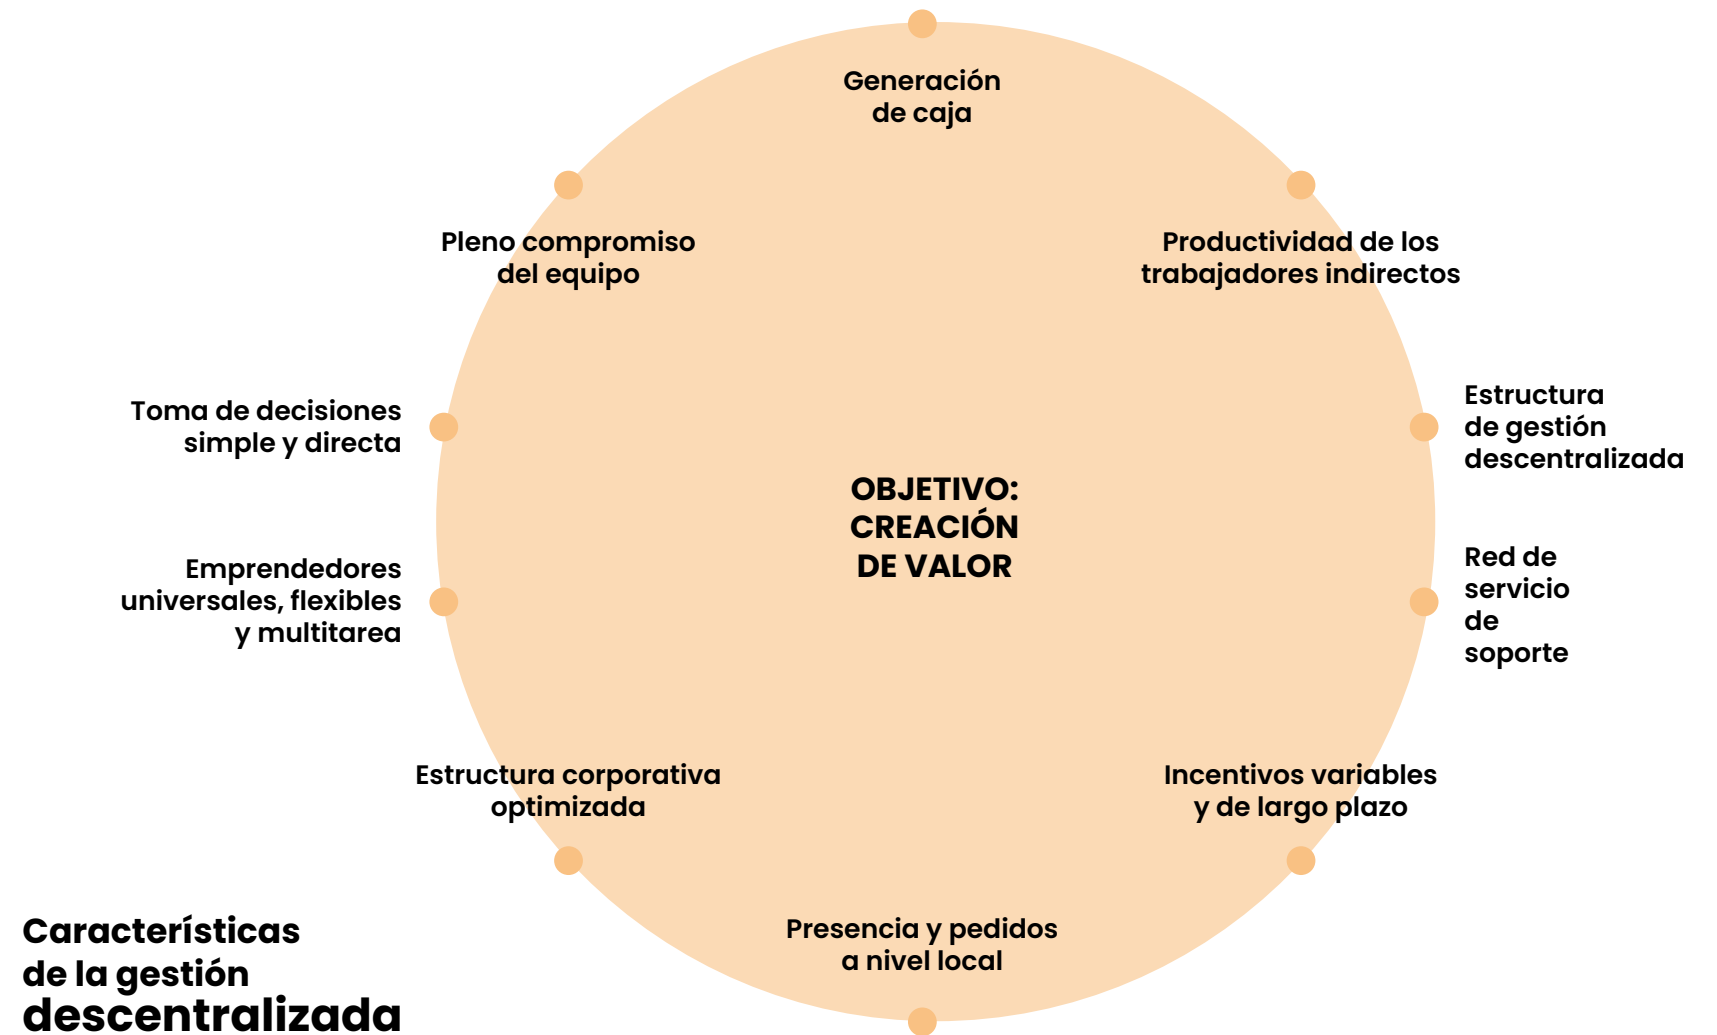 Generación
de caja
Pleno compromiso
del equipo
Productividad de los
trabajadores indirectos
Toma de decisiones
simple y directa
Estructura
de gestión
descentralizada
OBJETIVO:
CREACIÓN
DE VALOR
Emprendedores
universales, flexibles
y multitarea
Red de
servicio
de
soporte
Estructura corporativa
optimizada
Incentivos variables
y de largo plazo
Presencia y pedidos
a nivel local
Características
de la gestión
descentralizada